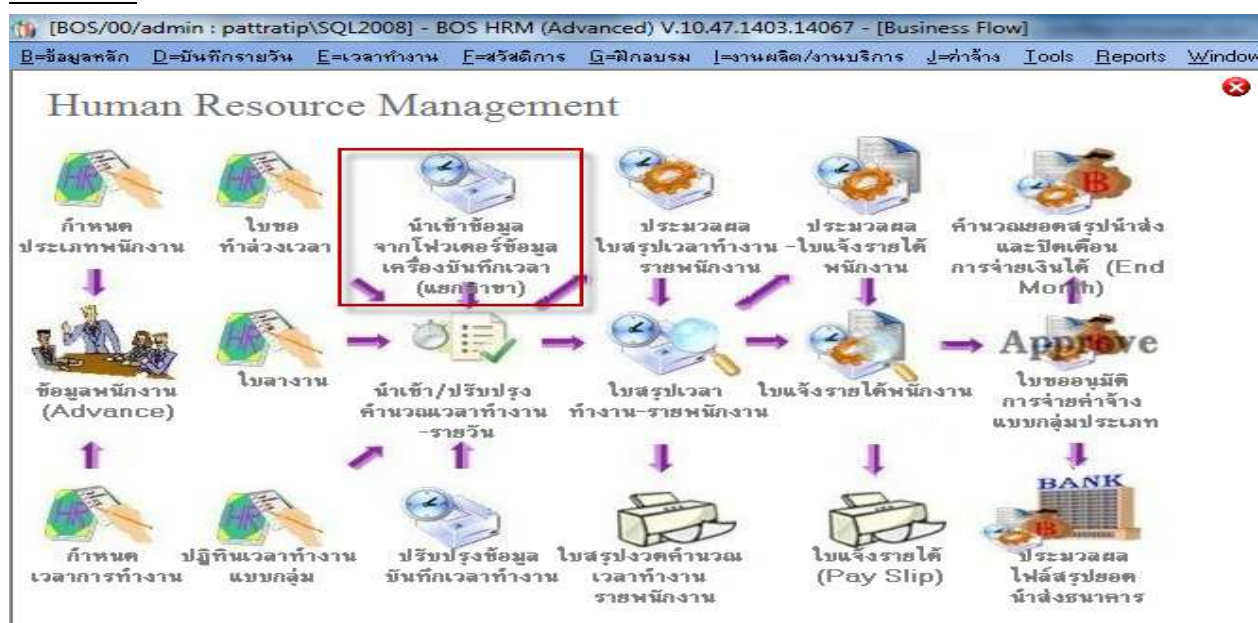 [BOS/00/admin : pattratip\SQL2008] - BOS HRM (Advanced) V.10.47.1403.14067 - [Business Flow]
B=ข้อมูลหลัก D=บันทึกรายวัน E=เวลาทำงาน F=สวัสดิการ G=ฝึกอบรม I=งานผลิต/งานบริการ J=ค่าจ้าง Tools Reports Window
Human Resource Management
กำหนด
ประเภทพนักงาน
ใบขอ
ทำล่วงเวลา
นำเข้าข้อมูล
จากโฟวเตอร์ข้อมูล
เครื่องบันทึกเวลา
(แยกสาขา)
ประมวลผล
ใบสรุปเวลาทำงาน
รายพนักงาน
ประมวลผล
-ใบแจ้งรายได้
พนักงาน
คำนวณยอดสรุปนำส่ง
และปิดเดือน
การจ่ายเงินได้ (End
Month)
ข้อมูลพนักงาน
(Advance)
ใบลางาน
นำเข้า/ปรับปรุง
คำนวณเวลาทำงาน
-รายวัน
ใบสรุปเวลา
ทำงาน-รายพนักงาน
ใบแจ้งรายได้พนักงาน
Approve
ใบขออนุมัติ
การจ่ายค่าจ้าง
แบบกลุ่มประเภท
กำหนด
เวลาการทำงาน
ปฏิทินเวลาทำงาน
แบบกลุ่ม
ปรับปรุงข้อมูล
บันทึกเวลาทำงาน
ใบสรุปงวดคำนวณ
เวลาทำงาน
รายพนักงาน
ใบแจ้งรายได้
(Pay Slip)
BANK
ประมวลผล
ไฟล์สรุปยอด
นำส่งธนาคาร